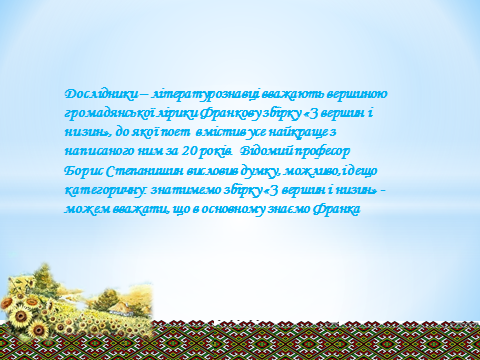 Дослідники – літературознавці вважають вершиною
громадянської лірики Франкову збірку «З вершин і
низин», до якої поет вмістив усе найкраще з
написаного ним за 20 років. Відомий професор
Борис Степанишин висловив думку, можливо, і дещо
категоричну: знатимемо збірку «З вершин і низин» -
можем вважати, що в основному знаємо Франка